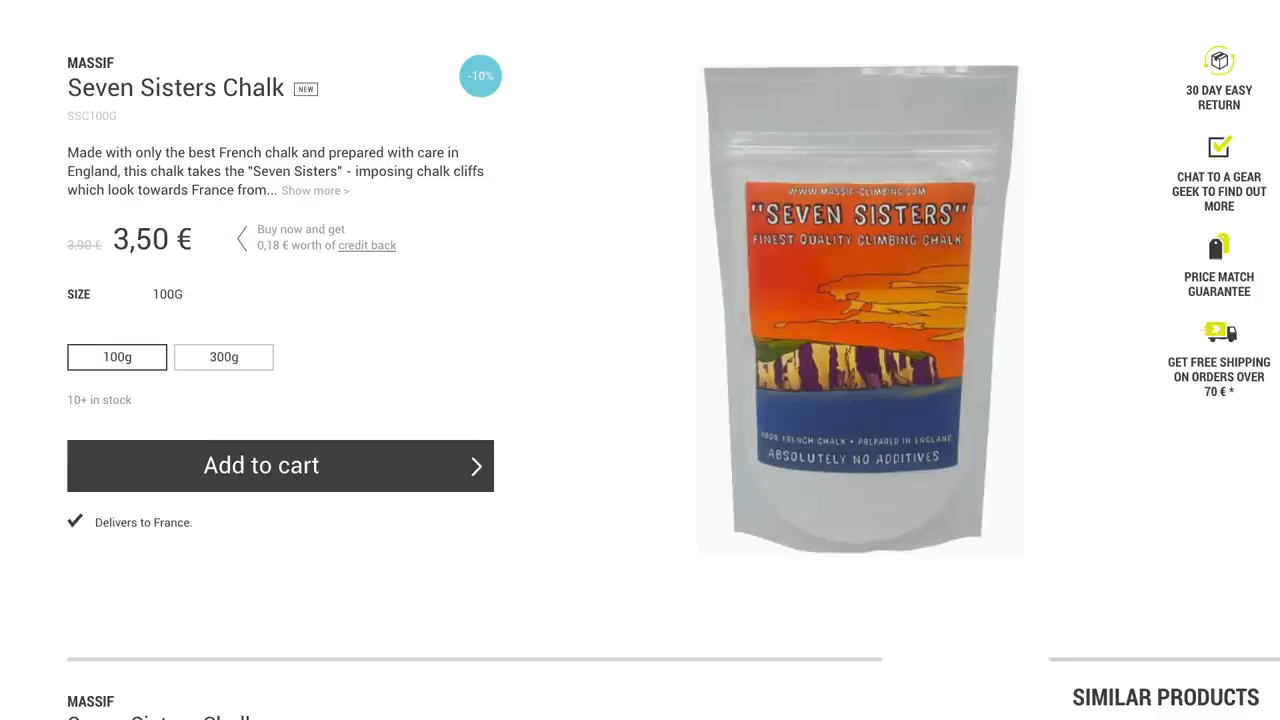 MASSIF
Seven Sisters Chalk NEW
-10%
SSC100G
Made with only the best French chalk and prepared with care in
England, this chalk takes the "Seven Sisters" - imposing chalk cliffs
which look towards France from... Show more >
3,90 € 3,50 €
Buy now and get
0,18 € worth of credit back
SIZE 100G
100g 300g
10+ in stock
Add to cart
Delivers to France.
WWW.MASSIF-CLIMBING.COM
"SEVEN SISTERS"
FINEST QUALITY CLIMBING CHALK
100% FRENCH CHALK • PREPARED IN ENGLAND
ABSOLUTELY NO ADDITIVES
30 DAY EASY
RETURN
CHAT TO A GEAR
GEEK TO FIND OUT
MORE
PRICE MATCH
GUARANTEE
GET FREE SHIPPING
ON ORDERS OVER
70 € *
MASSIF
Seven Sisters Chalk
SIMILAR PRODUCTS